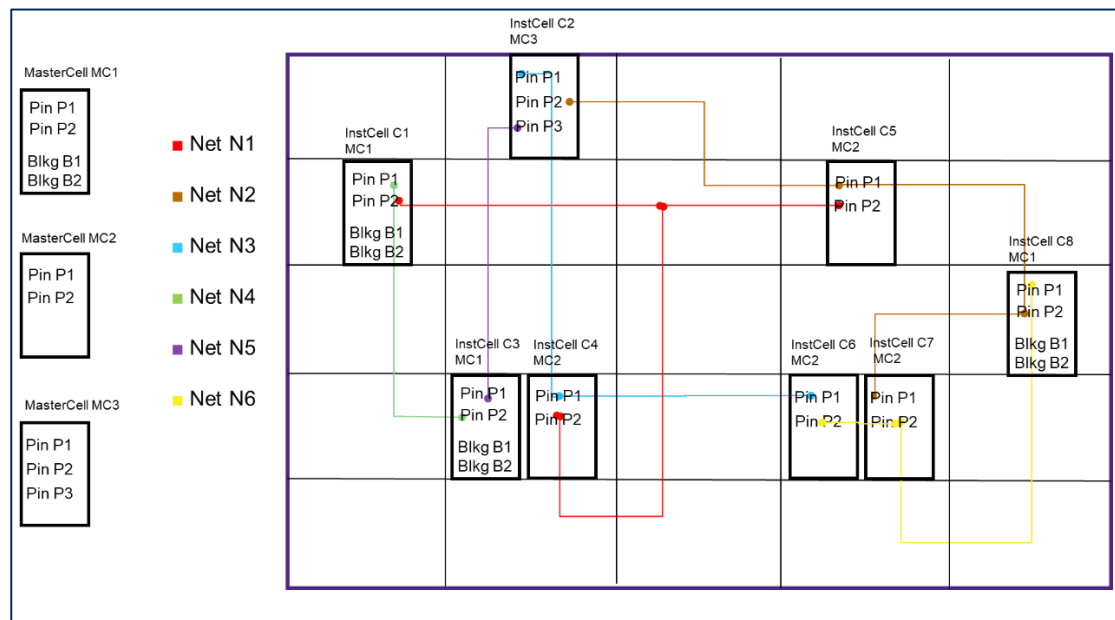 MasterCell MC1
Pin P1
Pin P2
Blkg B1
Blkg B2
MasterCell MC2
Pin P1
Pin P2
MasterCell MC3
Pin P1
Pin P2
Pin P3
Net N1
Net N2
Net N3
Net N4
Net N5
Net N6
InstCell C2
MC3
Pin P1
Pin P2
Pin P3
InstCell C1
MC1
Pin P1
Pin P2
Blkg B1
Blkg B2
InstCell C5
MC2
Pin P1
Pin P2
InstCell C8
MC1
Pin P1
Pin P2
Blkg B1
Blkg B2
InstCell C3
MC1
Pin P1
Pin P2
Blkg B1
Blkg B2
InstCell C4
MC2
Pin P1
Pin P2
InstCell C6
MC2
Pin P1
Pin P2
InstCell C7
MC2
Pin P1
Pin P2